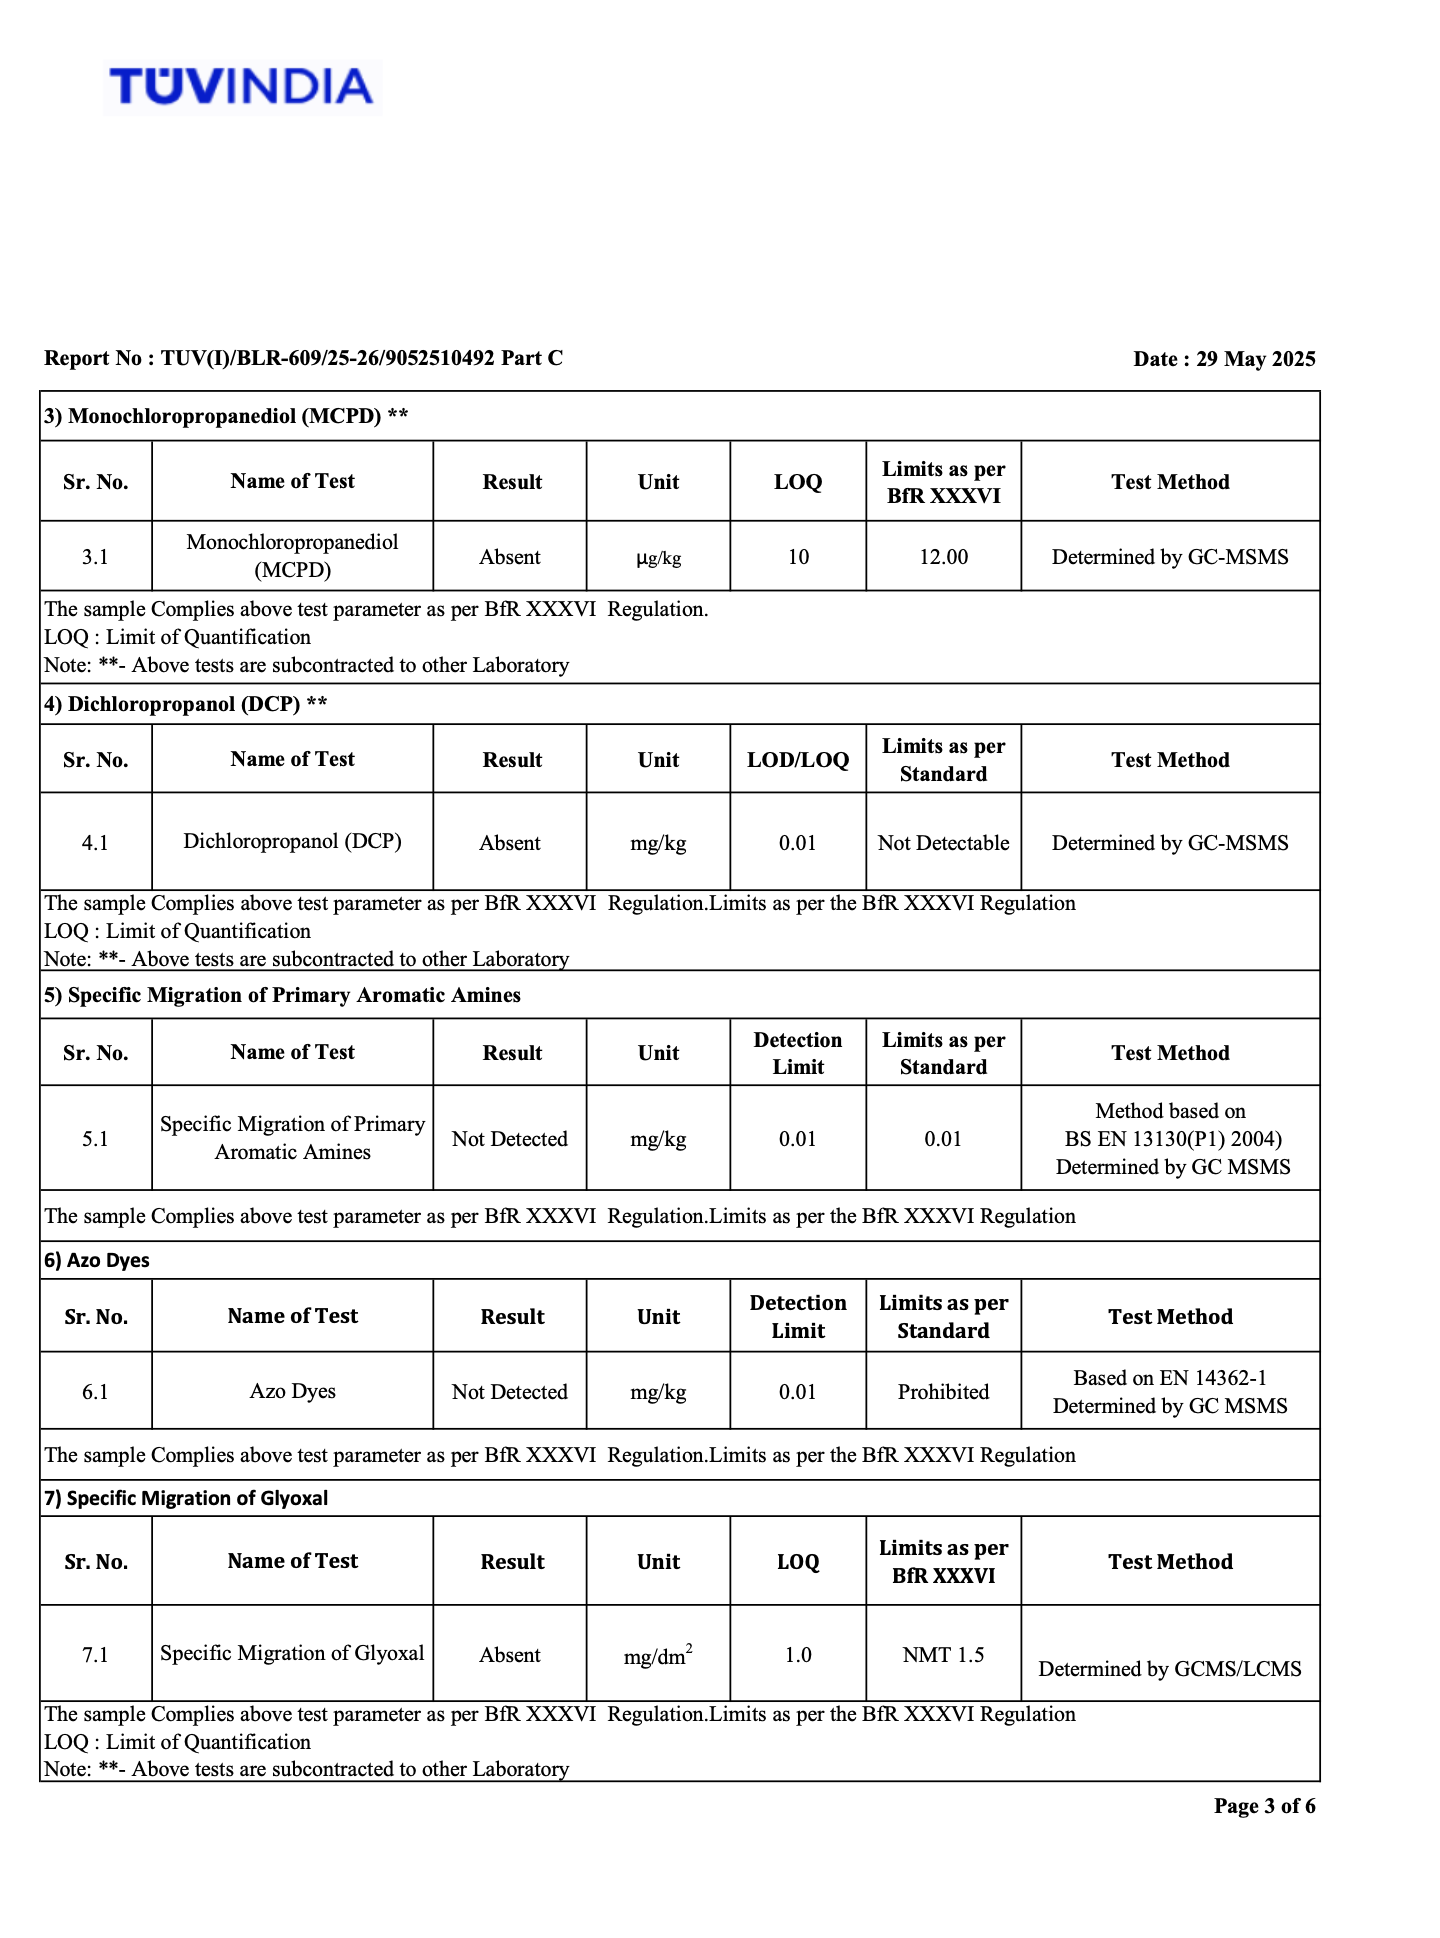 TÜVINDIA
Report No : TUV(I)/BLR-609/25-26/9052510492 Part C
Date : 29 May 2025
3) Monochloropropanediol (MCPD) **
Sr. No. Name of Test Result Unit LOQ Limits as per BfR XXXVI Test Method
3.1 Monochloropropanediol (MCPD) Absent µg/kg 10 12.00 Determined by GC-MSMS
The sample Complies above test parameter as per BfR XXXVI Regulation.
LOQ : Limit of Quantification
Note: **- Above tests are subcontracted to other Laboratory
4) Dichloropropanol (DCP) **
Sr. No. Name of Test Result Unit LOD/LOQ Limits as per Standard Test Method
4.1 Dichloropropanol (DCP) Absent mg/kg 0.01 Not Detectable Determined by GC-MSMS
The sample Complies above test parameter as per BfR XXXVI Regulation.Limits as per the BfR XXXVI Regulation
LOQ : Limit of Quantification
Note: **- Above tests are subcontracted to other Laboratory
5) Specific Migration of Primary Aromatic Amines
Sr. No. Name of Test Result Unit Detection Limit Limits as per Standard Test Method
5.1 Specific Migration of Primary Aromatic Amines Not Detected mg/kg 0.01 0.01 Method based on BS EN 13130(P1) 2004) Determined by GC MSMS
The sample Complies above test parameter as per BfR XXXVI Regulation.Limits as per the BfR XXXVI Regulation
6) Azo Dyes
Sr. No. Name of Test Result Unit Detection Limit Limits as per Standard Test Method
6.1 Azo Dyes Not Detected mg/kg 0.01 Prohibited Based on EN 14362-1 Determined by GC MSMS
The sample Complies above test parameter as per BfR XXXVI Regulation.Limits as per the BfR XXXVI Regulation
7) Specific Migration of Glyoxal
Sr. No. Name of Test Result Unit LOQ Limits as per BfR XXXVI Test Method
7.1 Specific Migration of Glyoxal Absent mg/dm² 1.0 NMT 1.5 Determined by GCMS/LCMS
The sample Complies above test parameter as per BfR XXXVI Regulation.Limits as per the BfR XXXVI Regulation
LOQ : Limit of Quantification
Note: **- Above tests are subcontracted to other Laboratory
Page 3 of 6